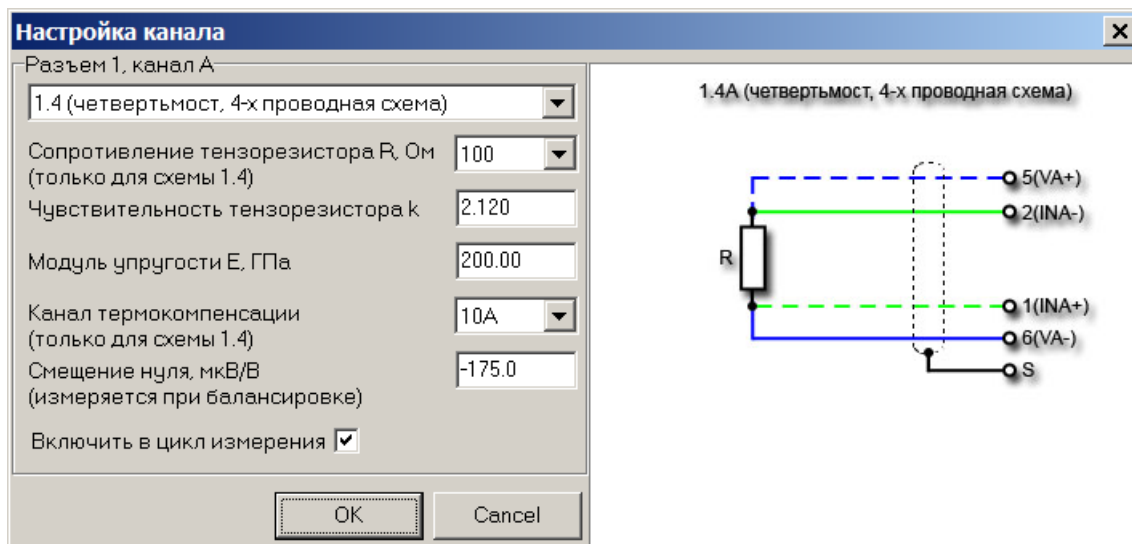 Настройка канала
Разъем 1, канал А
1.4 (четвертьмост, 4-х проводная схема)
Сопротивление тензорезистора R, Ом
(только для схемы 1.4)
100
Чувствительность тензорезистора k
2.120
Модуль упругости E, ГПа
200.00
Канал термокомпенсации
(только для схемы 1.4)
10A
Смещение нуля, мкВ/В
(измеряется при балансировке)
-175.0
Включить в цикл измерения
OK
Cancel
1.4А (четвертьмост, 4-х проводная схема)
5(VA+)
2(INA-)
R
1(INA+)
6(VA-)
S